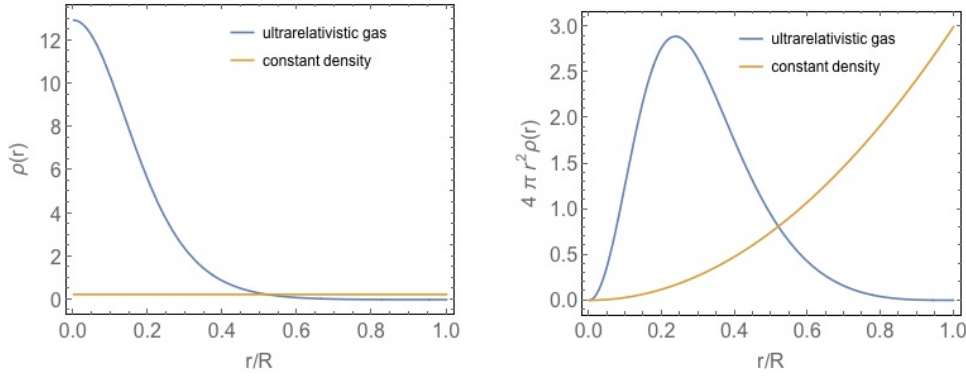 ultrarelativistic gas
constant density
12
10
8
6
4
2
0
ρ(r)
0.0 0.2 0.4 0.6 0.8 1.0
r/R
ultrarelativistic gas
constant density
3.0
2.5
2.0
1.5
1.0
0.5
0.0
4 π r² ρ(r)
0.0 0.2 0.4 0.6 0.8 1.0
r/R